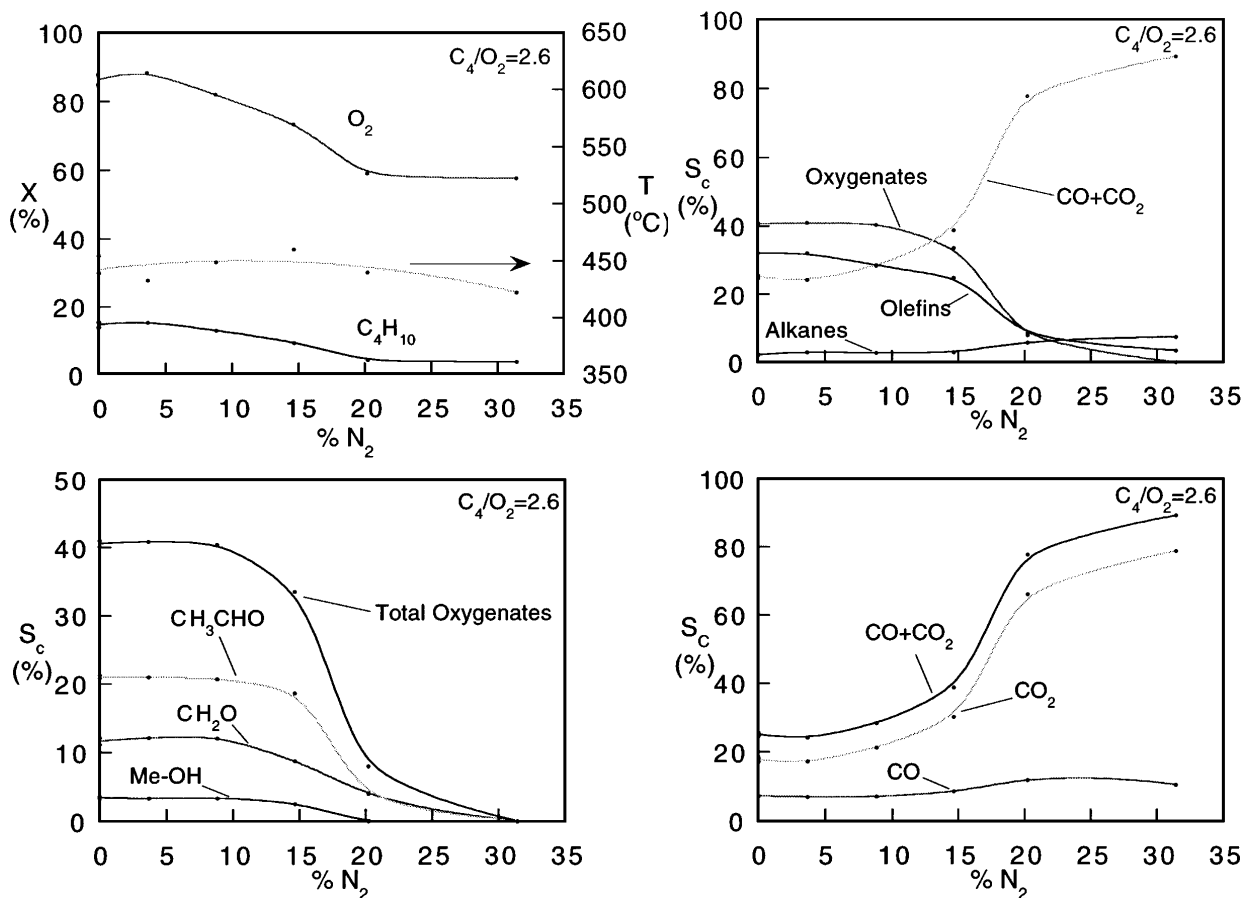 C₄/O₂=2.6
100
80
60
40
20
0
X
(%)
O₂
C₄H₁₀
650
600
550
500
450
400
350
T
(°C)
0 5 10 15 20 25 30 35
% N₂
C₄/O₂=2.6
100
80
60
40
20
0
S_c
(%)
Oxygenates
CO+CO₂
Olefins
Alkanes
0 5 10 15 20 25 30 35
% N₂
C₄/O₂=2.6
50
40
30
20
10
0
S_c
(%)
CH₃CHO
Total Oxygenates
CH₂O
Me-OH
0 5 10 15 20 25 30 35
% N₂
C₄/O₂=2.6
100
80
60
40
20
0
S_C
(%)
CO+CO₂
CO₂
CO
0 5 10 15 20 25 30 35
% N₂